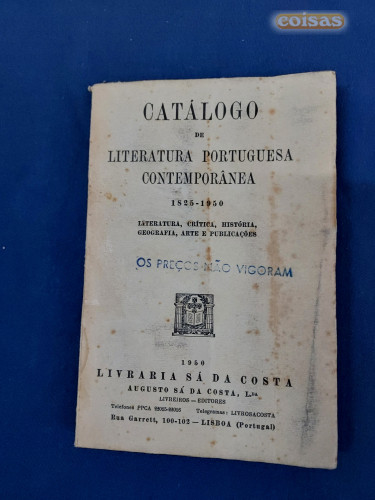 coisas
CATÁLOGO
DE
LITERATURA PORTUGUESA
CONTEMPORÂNEA
1825-1950
LITERATURA, CRÍTICA, HISTÓRIA,
GEOGRAFIA, ARTE E PUBLICAÇÕES
OS PREÇOS NÃO VIGORAM
1950
LIVRARIA SÁ DA COSTA
AUGUSTO SÁ DA COSTA, L.da
LIVREIROS — EDITORES
Telefones PPCA
Telegramas: LIVROSACOSTA
Rua Garrett, 100-102 — LISBOA (Portugal)